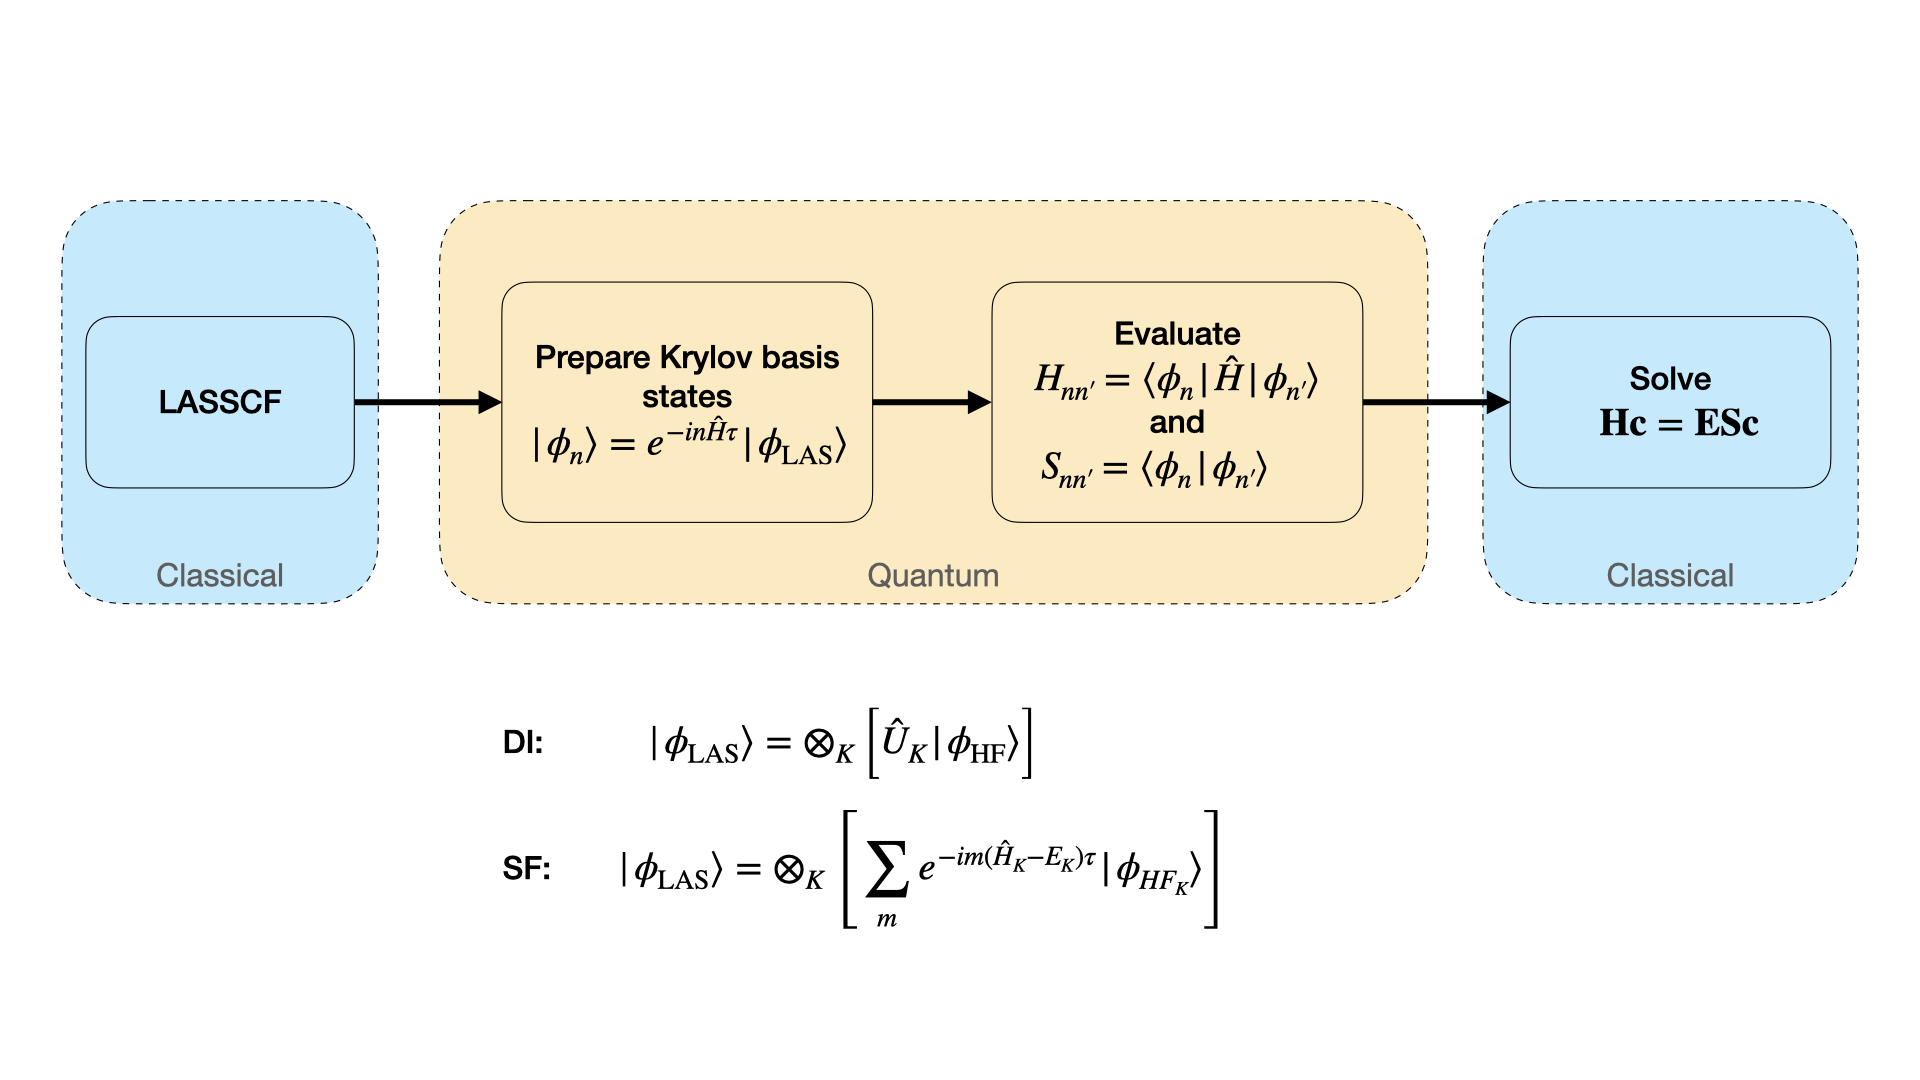 LASSCF
Classical
Prepare Krylov basis
states
|ϕₙ⟩ = e^{−inĤτ}|ϕ_LAS⟩
Evaluate
H_{nn′} = ⟨ϕ_n|Ĥ|ϕ_{n′}⟩
and
S_{nn′} = ⟨ϕ_n|ϕ_{n′}⟩
Quantum
Solve
Hc = ESc
Classical
DI: |ϕ_LAS⟩ = ⊗_K [Û_K|ϕ_HF⟩]
SF: |ϕ_LAS⟩ = ⊗_K [∑_m e^{−im(Ĥ_K−E_K)τ}|ϕ_{HF_K}⟩]